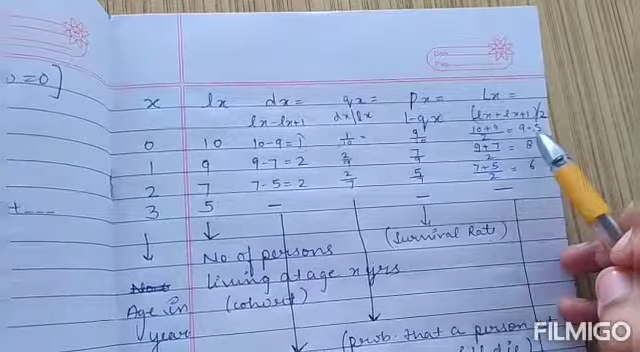 υ=0]
x lx dx= qx= px= Lx=
lx-lx+1 dx/lx 1-qx (lx+lx+1)/2
0 10 10-9=1 1/10 = 9/10 10+9/2 = 9.5
1 9 9-7=2 2/9 7/9 9+7/2 = 8
2 7 7-5=2 2/7 5/7 7+5/2 = 6
+--- 3 5 - - -
No of persons (Survival Rate)
living at age x yrs
Age in (cohort)
year
(prob. that a person
FILMIGO